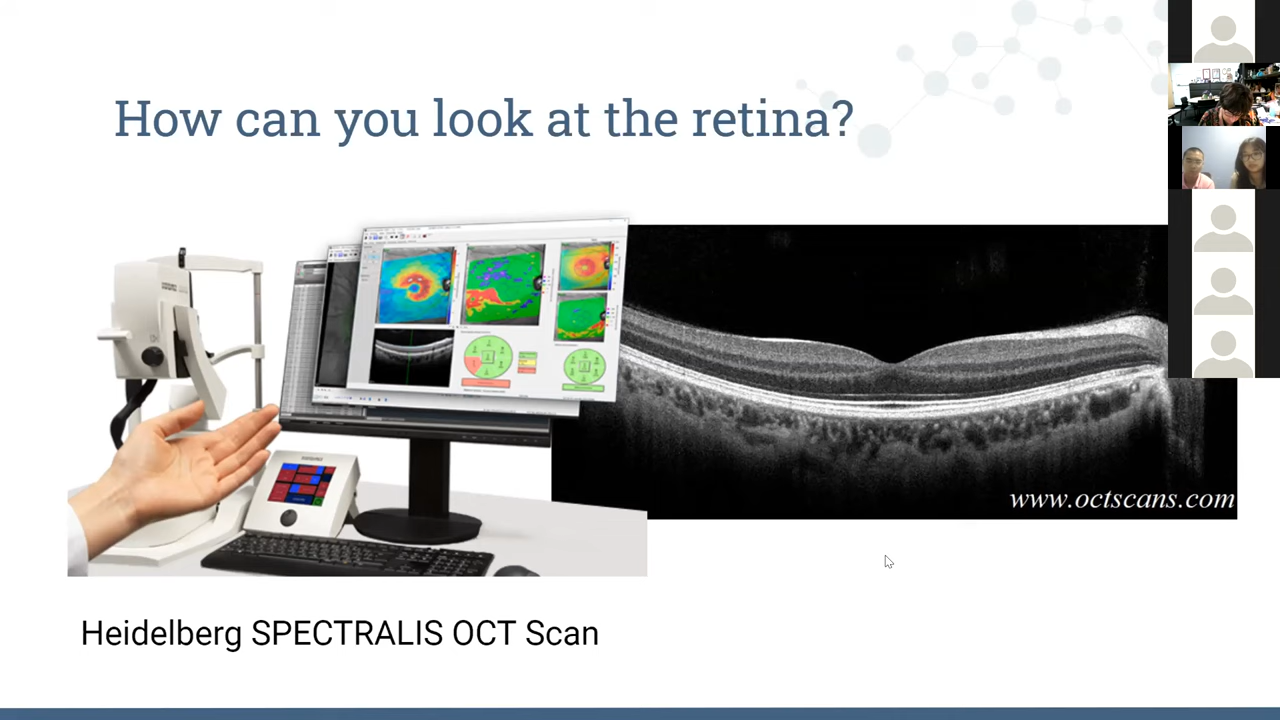 How can you look at the retina?
www.octscans.com
Heidelberg SPECTRALIS OCT Scan